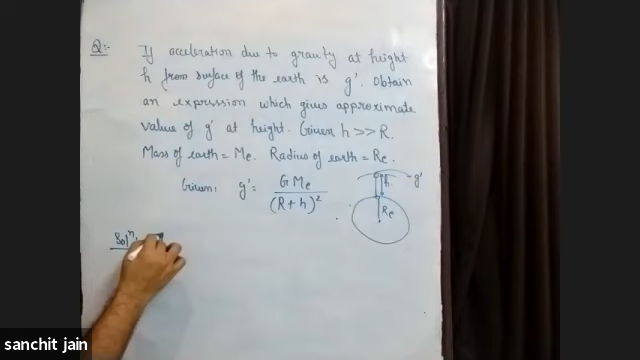 Q:- If acceleration due to gravity at height
h from surface of the earth is g'. Obtain
an expression which gives approximate
value of g' at height. Given h >> R.
Mass of earth = Me. Radius of earth = Re.
Given: g' = GMe / (R + h)²
h
g'
Re
Solⁿ:
sanchit jain